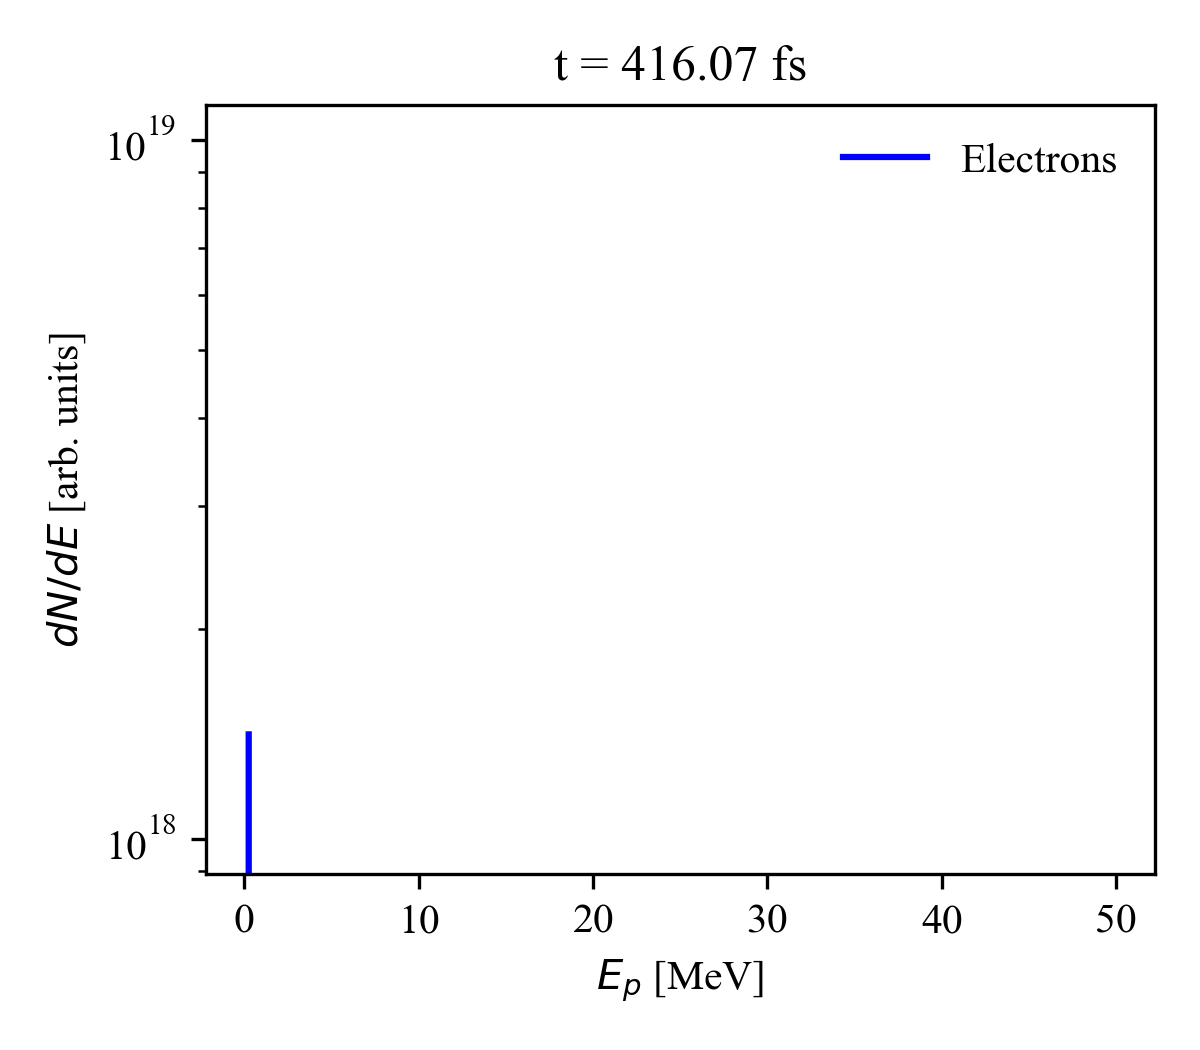 t = 416.07 fs
10^19
Electrons
dN/dE [arb. units]
10^18
0 10 20 30 40 50
E_p [MeV]